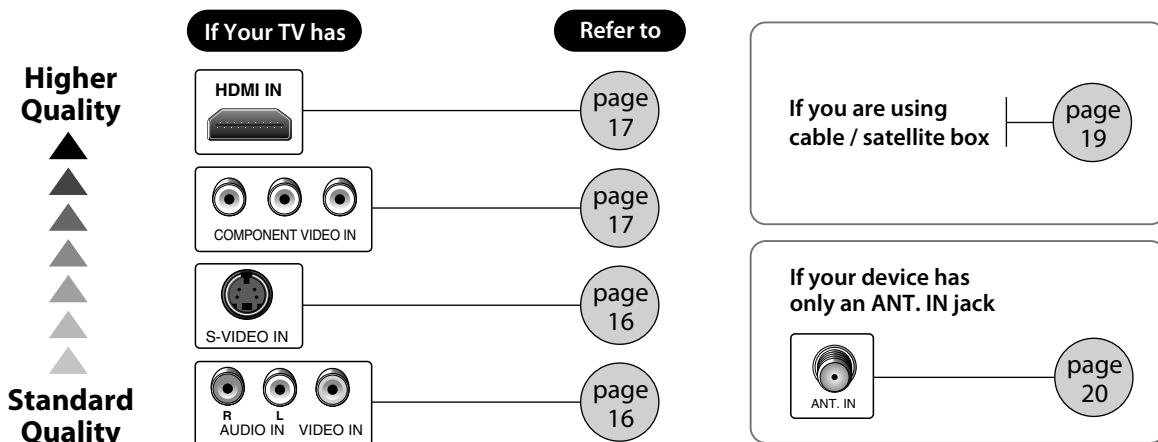 If Your TV has
Refer to
Higher
Quality
HDMI IN
page
17
COMPONENT VIDEO IN
page
17
S-VIDEO IN
page
16
R L
AUDIO IN VIDEO IN
page
16
Standard
Quality
If you are using
cable / satellite box
page
19
If your device has
only an ANT. IN jack
ANT. IN
page
20